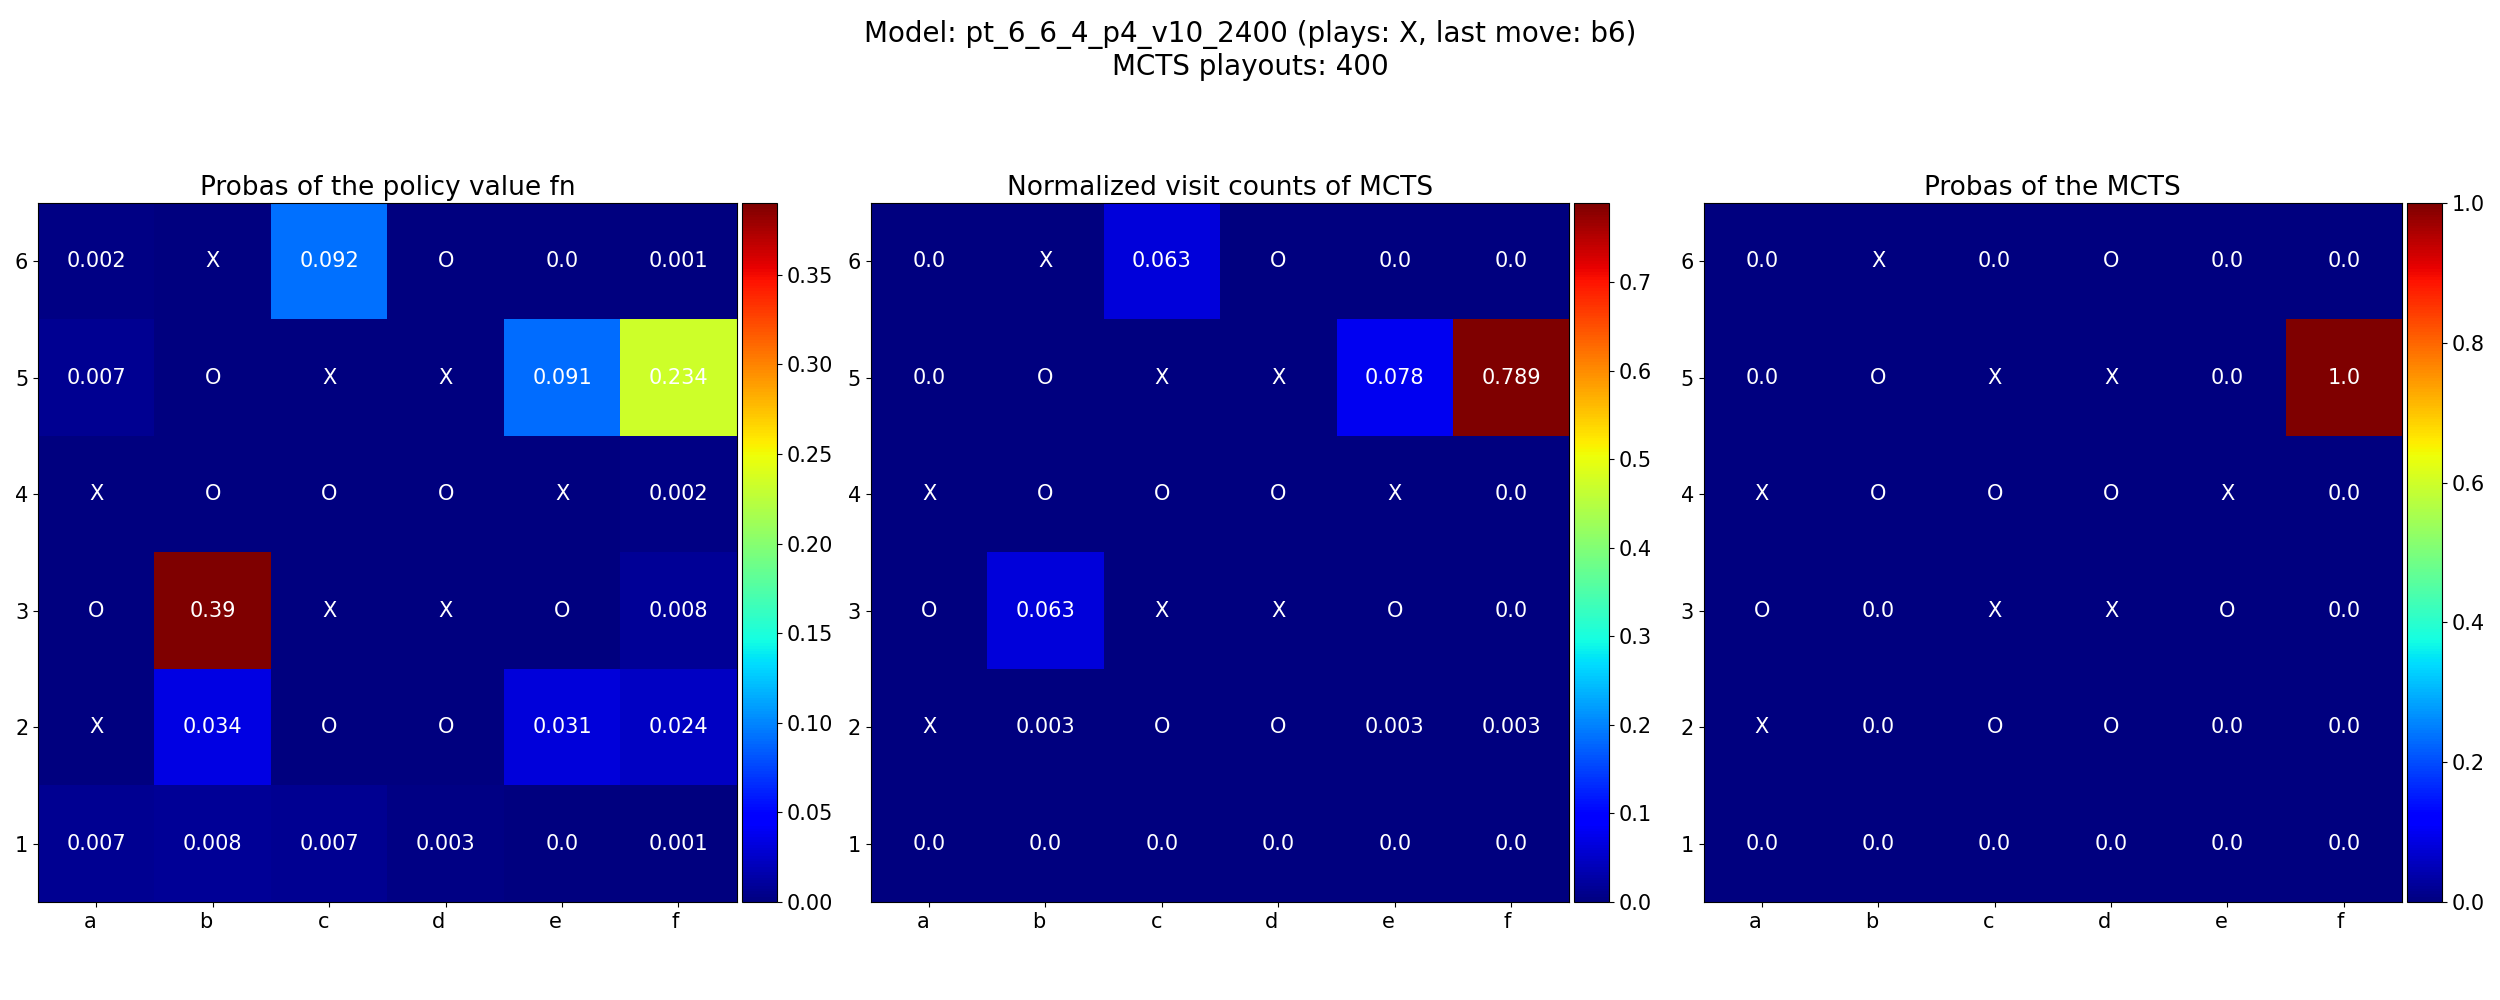 Model: pt_6_6_4_p4_v10_2400 (plays: X, last move: b6)
MCTS playouts: 400
Probas of the policy value fn
6 0.002 X 0.092 O 0.0 0.001
5 0.007 O X X 0.091 0.234
4 X O O O X 0.002
3 O 0.39 X X O 0.008
2 X 0.034 O O 0.031 0.024
1 0.007 0.008 0.007 0.003 0.0 0.001
a b c d e f
0.35
0.30
0.25
0.20
0.15
0.10
0.05
0.00
Normalized visit counts of MCTS
6 0.0 X 0.063 O 0.0 0.0
5 0.0 O X X 0.078 0.789
4 X O O O X 0.0
3 O 0.063 X X O 0.0
2 X 0.003 O O 0.003 0.003
1 0.0 0.0 0.0 0.0 0.0 0.0
a b c d e f
0.7
0.6
0.5
0.4
0.3
0.2
0.1
0.0
Probas of the MCTS
6 0.0 X 0.0 O 0.0 0.0
5 0.0 O X X 0.0 1.0
4 X O O O X 0.0
3 O 0.0 X X O 0.0
2 X 0.0 O O 0.0 0.0
1 0.0 0.0 0.0 0.0 0.0 0.0
a b c d e f
1.0
0.8
0.6
0.4
0.2
0.0